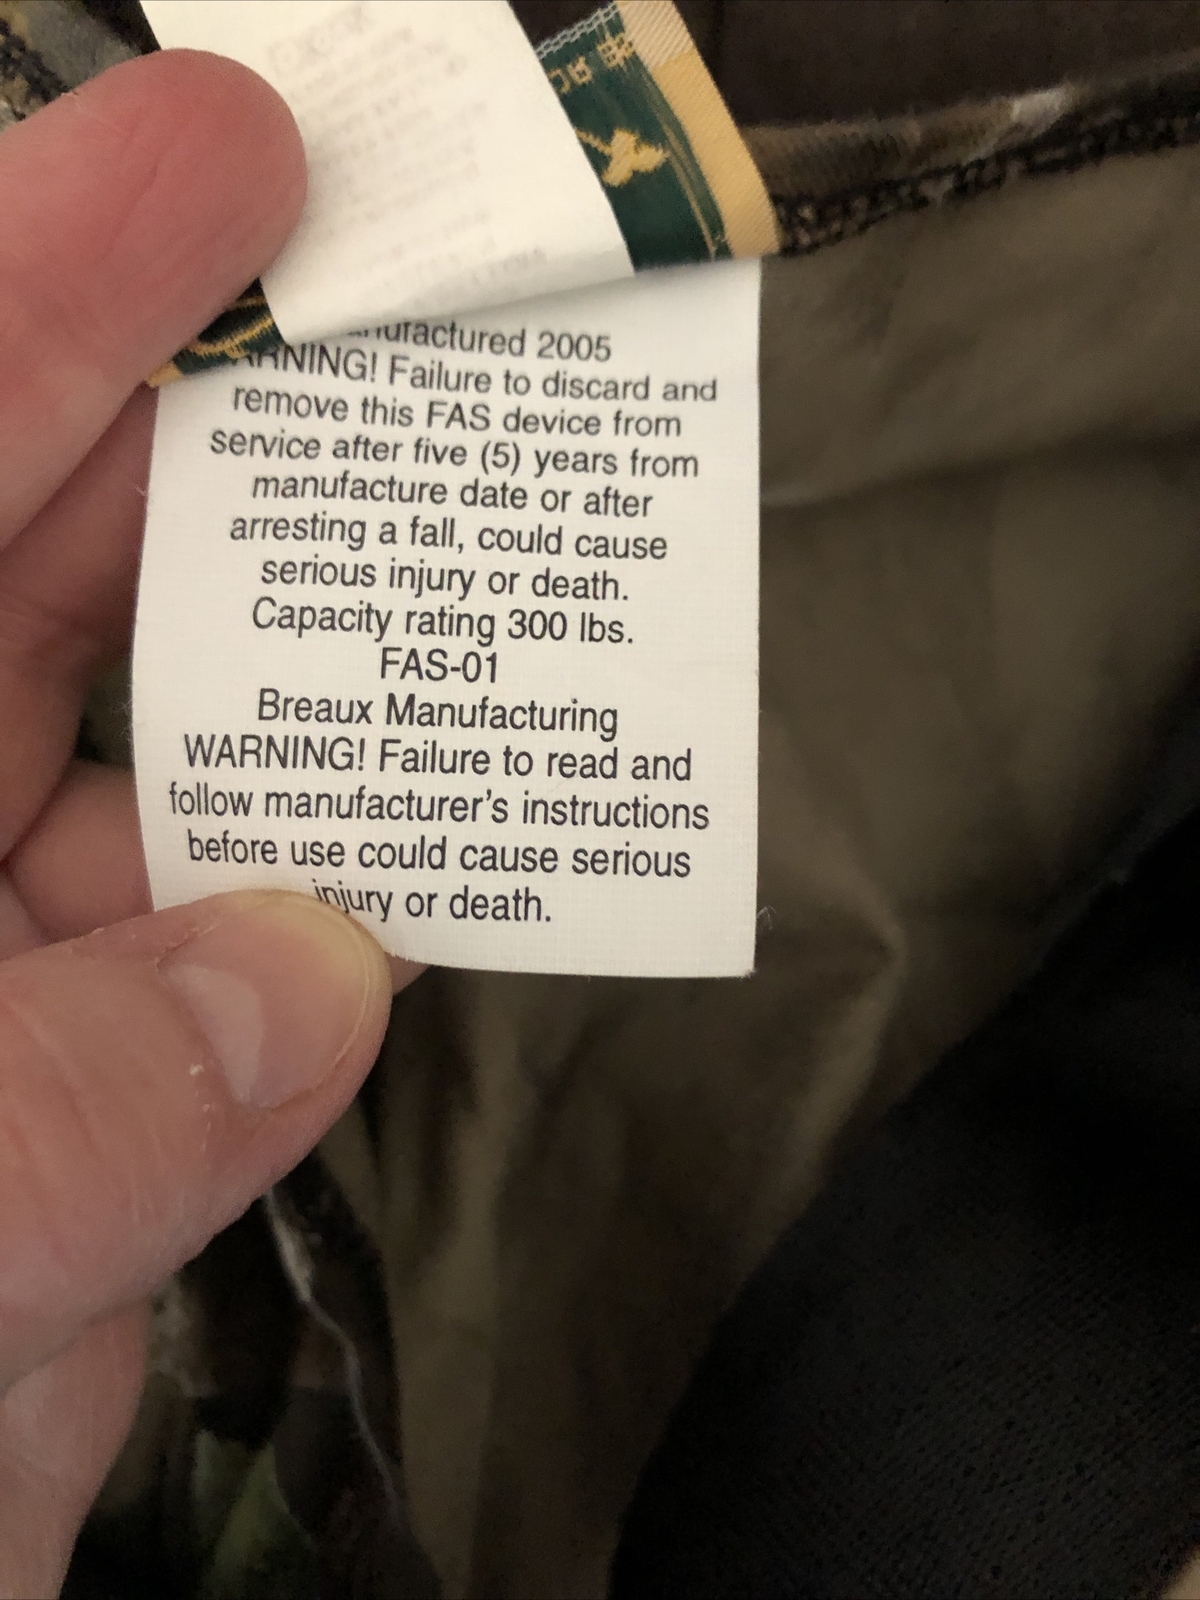 Manufactured 2005
WARNING! Failure to discard and
remove this FAS device from
service after five (5) years from
manufacture date or after
arresting a fall, could cause
serious injury or death.
Capacity rating 300 lbs.
FAS-01
Breaux Manufacturing
WARNING! Failure to read and
follow manufacturer's instructions
before use could cause serious
injury or death.